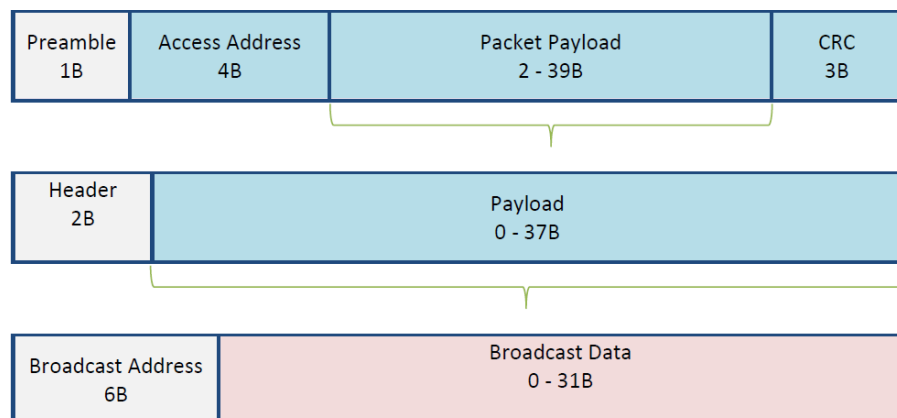 Preamble
1B
Access Address
4B
Packet Payload
2 - 39B
CRC
3B
Header
2B
Payload
0 - 37B
Broadcast Address
6B
Broadcast Data
0 - 31B